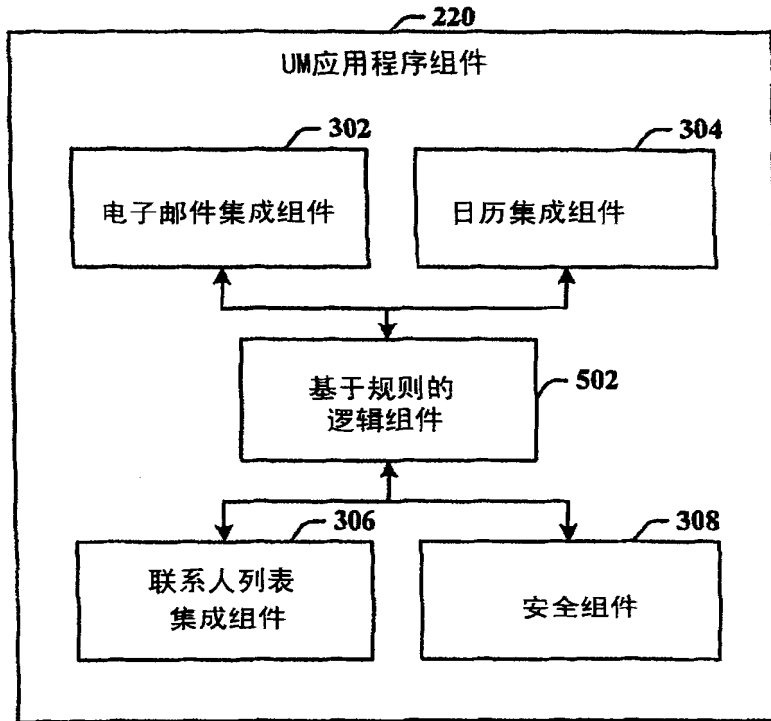 220
UM应用程序组件
302
304
电子邮件集成组件
日历集成组件
基于规则的
逻辑组件
502
306
308
联系人列表
集成组件
安全组件